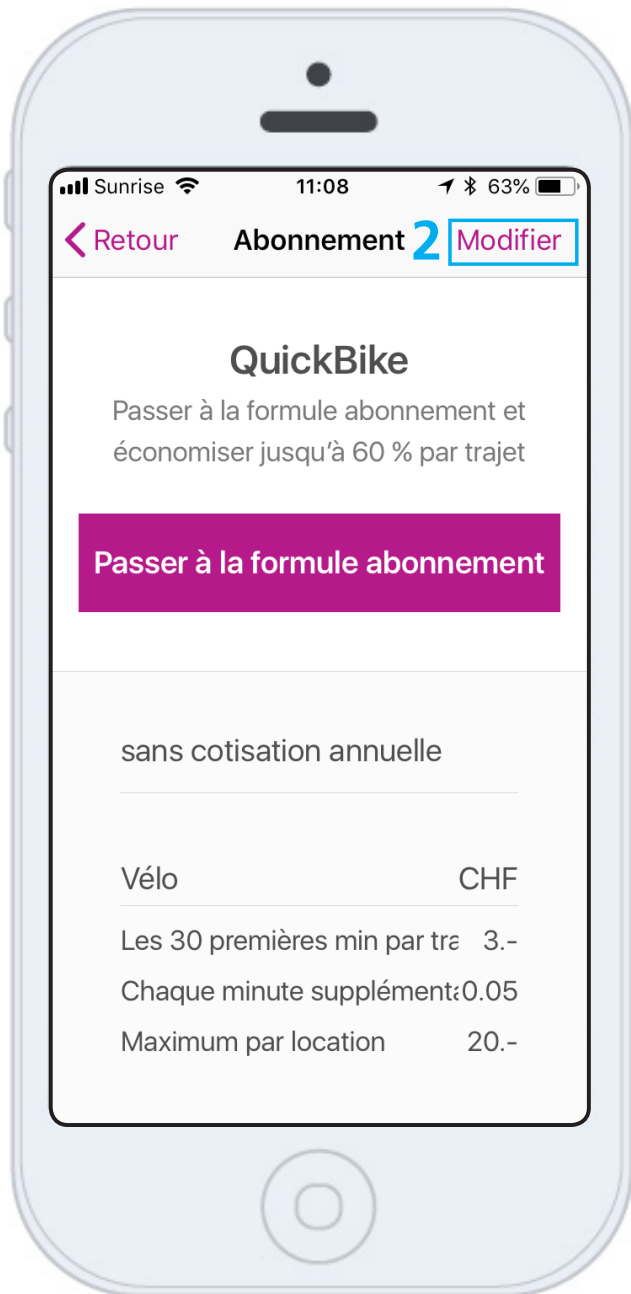 Sunrise 11:08 63%
Retour Abonnement 2 Modifier
QuickBike
Passer à la formule abonnement et
économiser jusqu’à 60 % par trajet
Passer à la formule abonnement
sans cotisation annuelle
Vélo CHF
Les 30 premières min par tra 3.-
Chaque minute supplémenta 0.05
Maximum par location 20.-